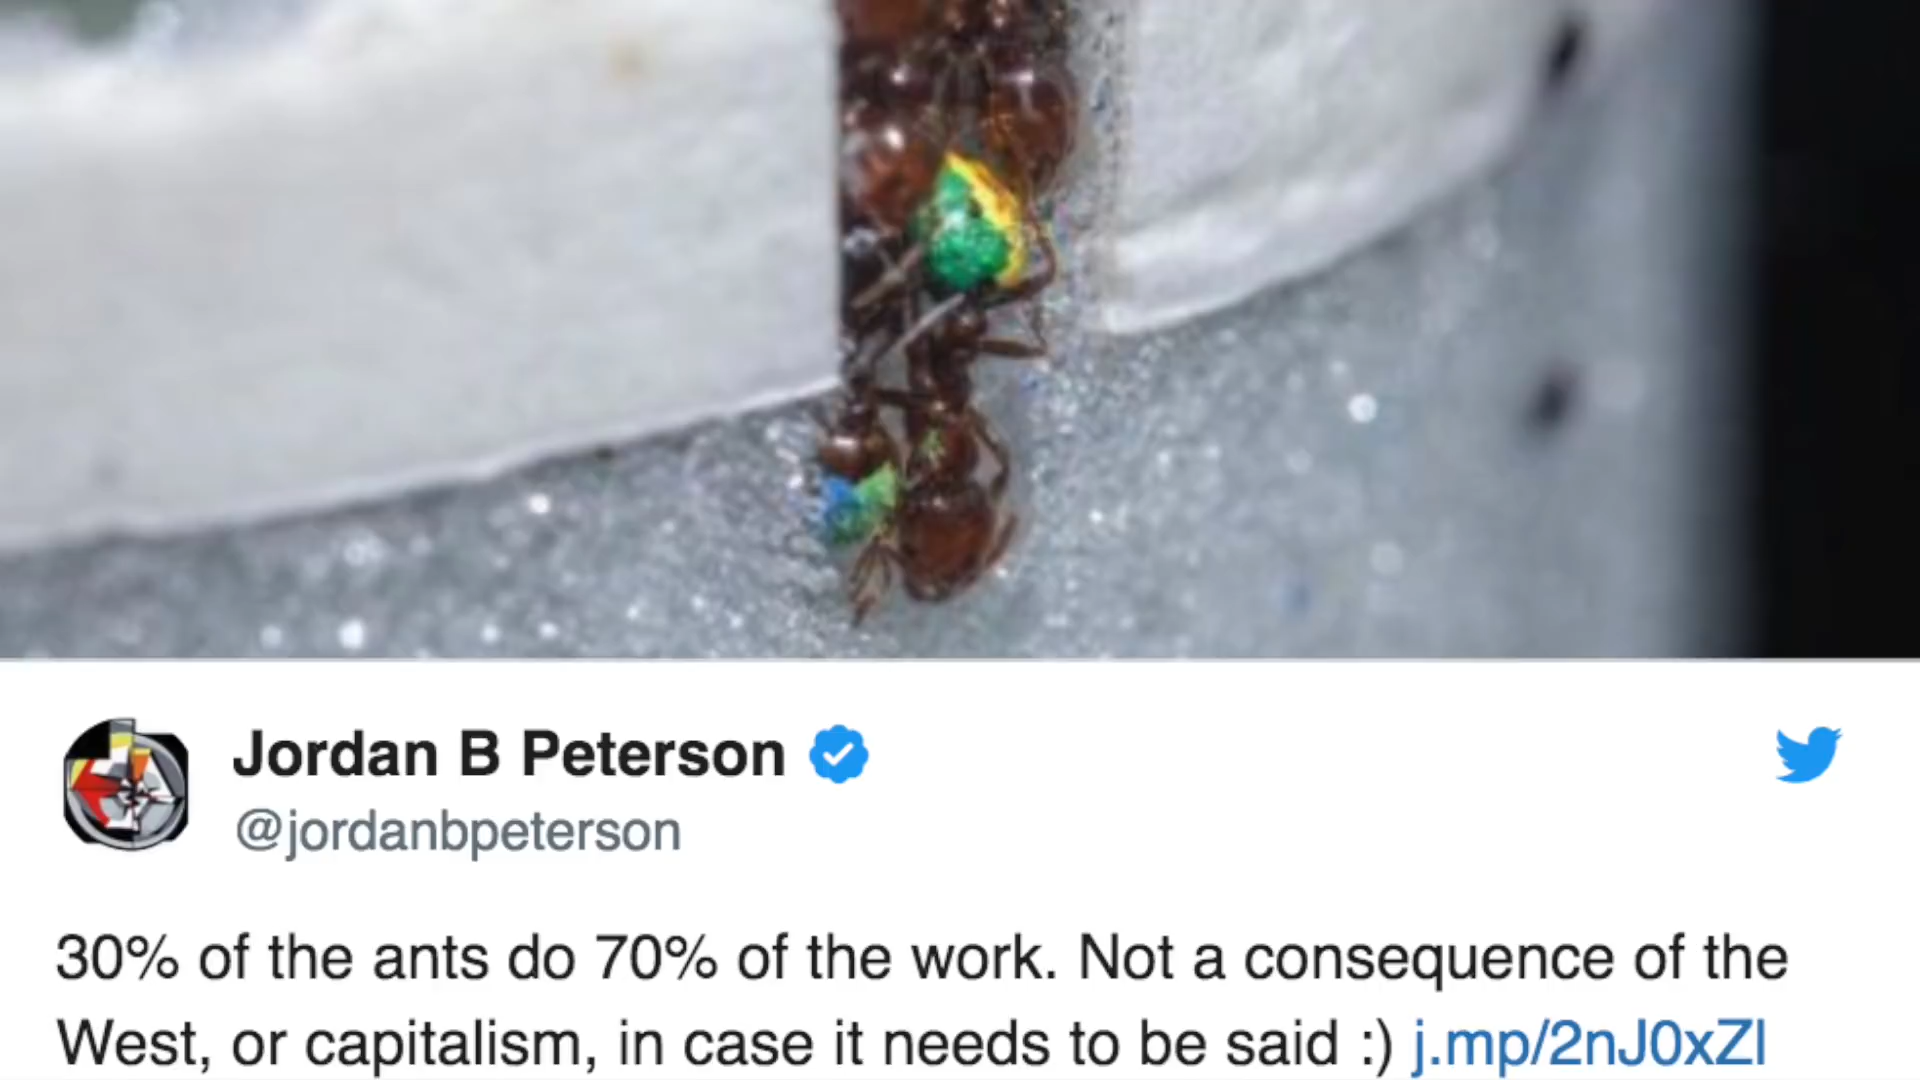 Jordan B Peterson
@jordanbpeterson
30% of the ants do 70% of the work. Not a consequence of the
West, or capitalism, in case it needs to be said :) j.mp/2nJ0xZl